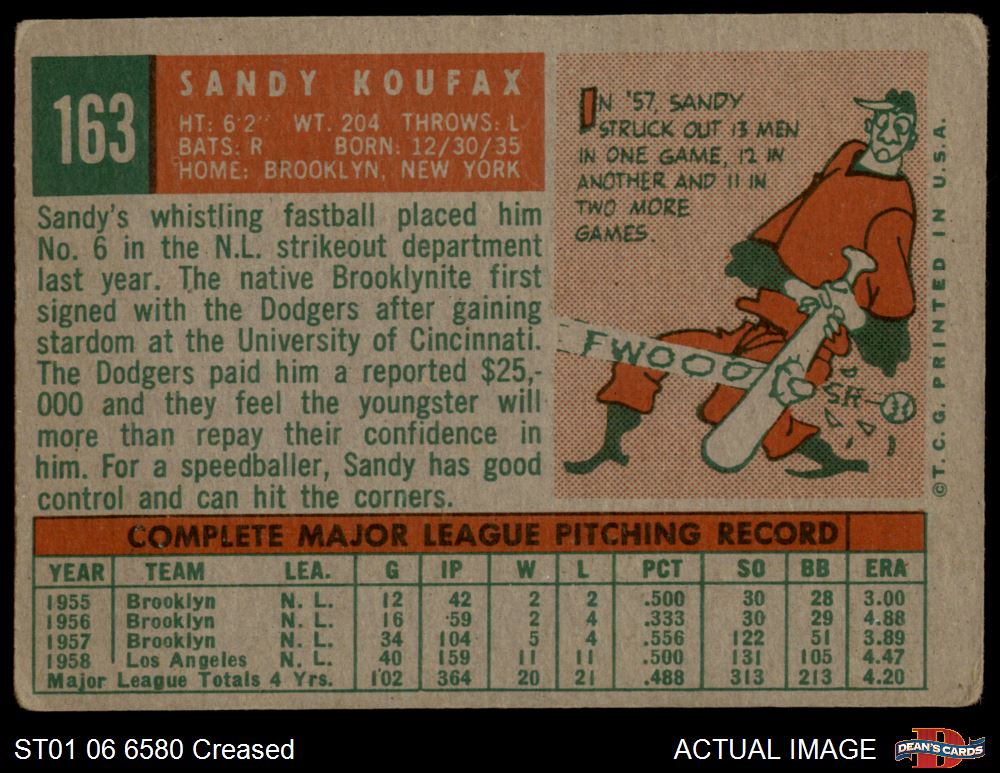 163
SANDY KOUFAX
HT: 6'2" WT. 204 THROWS: L
BATS: R BORN: 12/30/35
HOME: BROOKLYN, NEW YORK
Sandy's whistling fastball placed him
No. 6 in the N.L. strikeout department
last year. The native Brooklynite first
signed with the Dodgers after gaining
stardom at the University of Cincinnati.
The Dodgers paid him a reported $25,-
000 and they feel the youngster will
more than repay their confidence in
him. For a speedballer, Sandy has good
control and can hit the corners.
IN '57, SANDY
STRUCK OUT 13 MEN
IN ONE GAME, 12 IN
ANOTHER AND 11 IN
TWO MORE
GAMES.
FWOOO
SH-
©T.C.G. PRINTED IN U.S.A.
COMPLETE MAJOR LEAGUE PITCHING RECORD
YEAR TEAM LEA. G IP W L PCT SO BB ERA
1955 Brooklyn N. L. 12 42 2 2 .500 30 28 3.00
1956 Brooklyn N. L. 16 59 2 4 .333 30 29 4.88
1957 Brooklyn N. L. 34 104 5 4 .556 122 51 3.89
1958 Los Angeles N. L. 40 159 11 11 .500 131 105 4.47
Major League Totals 4 Yrs. 102 364 20 21 .488 313 213 4.20
ST01 06 6580 Creased
ACTUAL IMAGE
DEAN'S CARDS